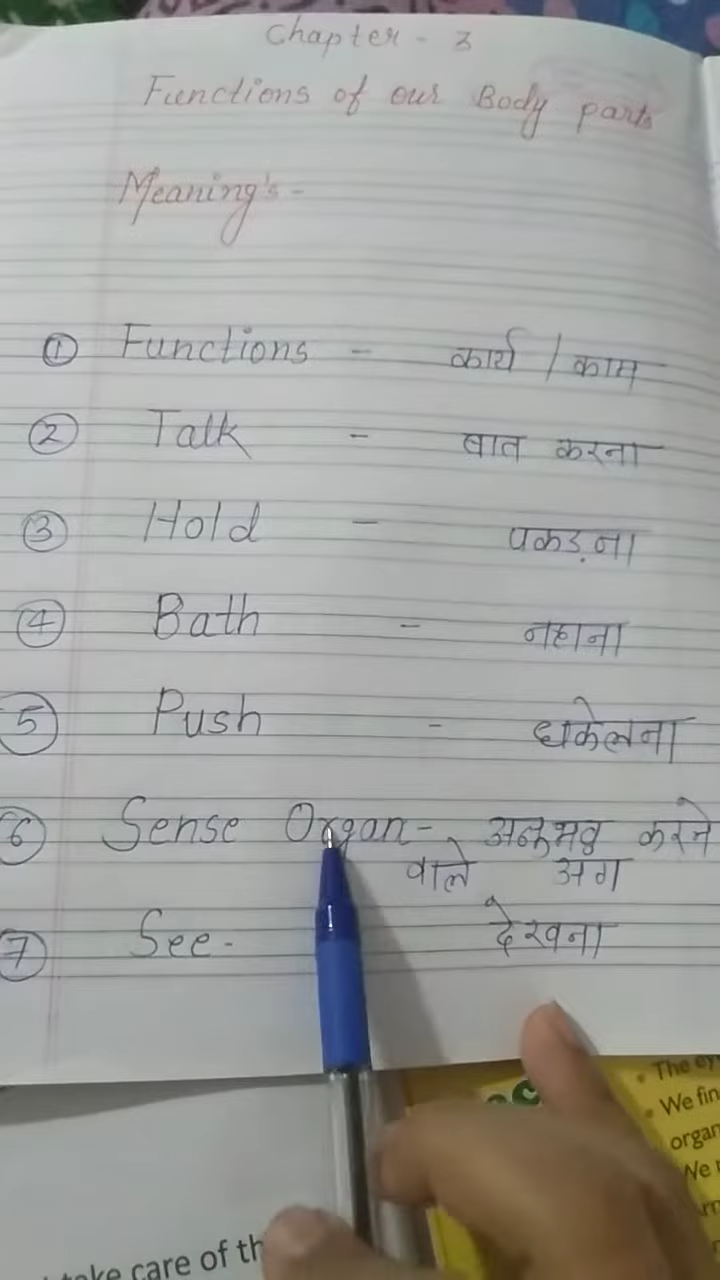 Chapter - 3
Functions of our Body parts
Meaning's -
① Functions - कार्य / काम
② Talk - बात करना
③ Hold - पकड़ना
④ Bath - नहाना
⑤ Push - धकेलना
⑥ Sense Organ - अनुभव करने
वाले अंग
⑦ See - देखना
• The ey
• We fin
organ
We
take care of th